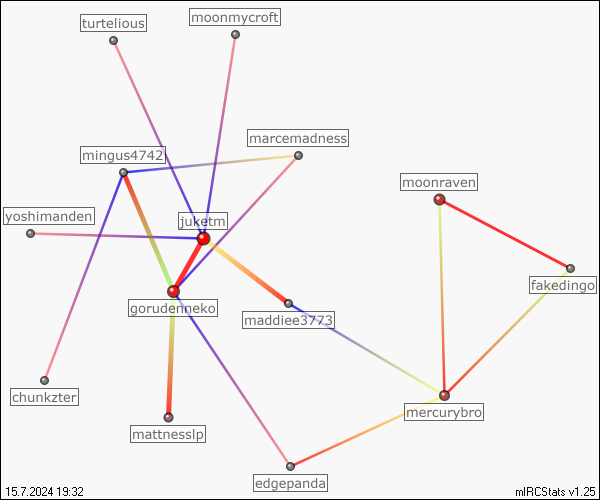 moonmycroft
turtelious
marcemadness
mingus4742
moonraven
yoshimanden
juketm
fakedingo
gorudenneko
maddiee3773
chunkzter
mercurybro
mattnesslp
edgepanda
15.7.2024 19:32
mIRCStats v1.25